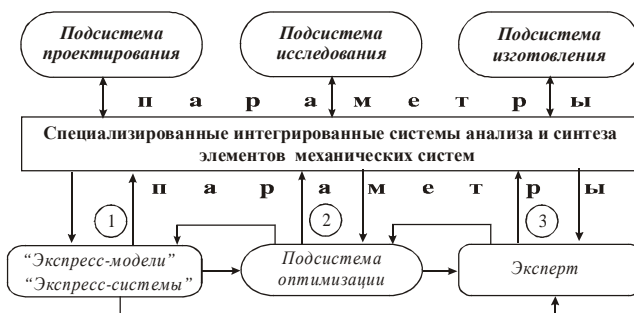 Подсистема проектирования
Подсистема исследования
Подсистема изготовления
п а р а м е т р ы
Специализированные интегрированные системы анализа и синтеза
элементов механических систем
п а р а м е т р ы
1
2
3
“Экспресс-модели”
“Экспресс-системы”
Подсистема
оптимизации
Эксперт